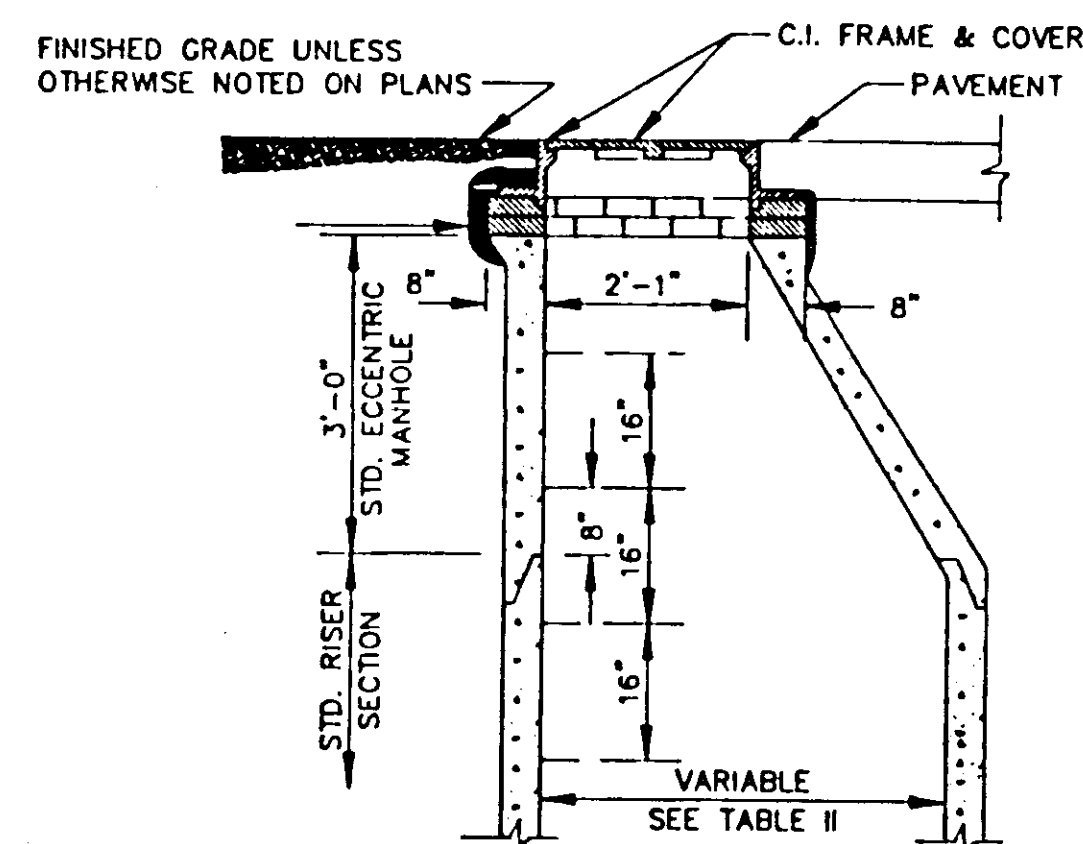 FINISHED GRADE UNLESS
OTHERWISE NOTED ON PLANS
C.I. FRAME & COVER
PAVEMENT
8"
2'-1"
8"
3'-0"
STD. ECCENTRIC
MANHOLE
16"
8"
16"
16"
STD. RISER
SECTION
VARIABLE
SEE TABLE II